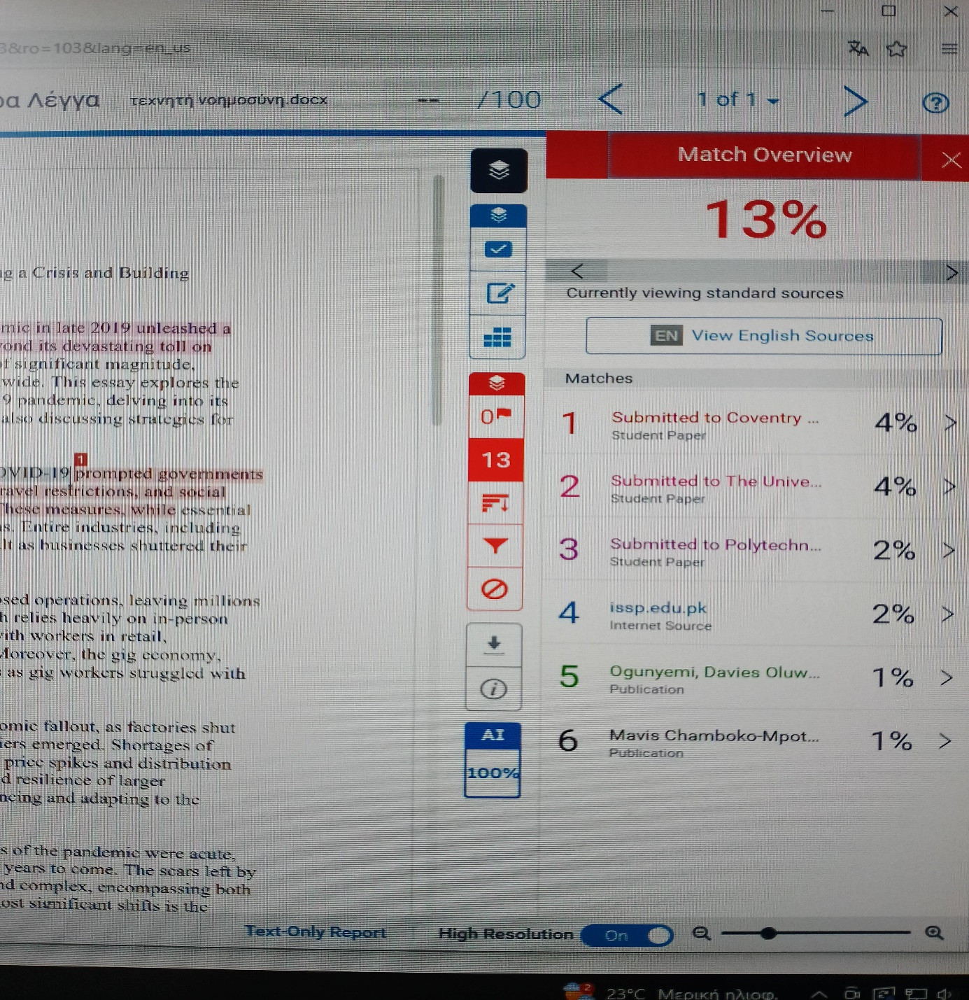 3&ro=103&lang=en_us
ρα Λέγγα τεχνητή νοημοσύνη.docx -- /100 1 of 1
Match Overview
13%
Currently viewing standard sources
EN View English Sources
Matches
1 Submitted to Coventry ... 4%
Student Paper
2 Submitted to The Unive... 4%
Student Paper
3 Submitted to Polytechn... 2%
Student Paper
4 issp.edu.pk 2%
Internet Source
5 Ogunyemi, Davies Oluw... 1%
Publication
6 Mavis Chamboko-Mpot... 1%
Publication
0
13
AI
100%
ng a Crisis and Building
mic in late 2019 unleashed a
yond its devastating toll on
of significant magnitude,
wide. This essay explores the
9 pandemic, delving into its
also discussing strategies for
1
OVID-19 prompted governments
ravel restrictions, and social
These measures, while essential
ns. Entire industries, including
lt as businesses shuttered their
osed operations, leaving millions
h relies heavily on in-person
with workers in retail,
Moreover, the gig economy,
as gig workers struggled with
omic fallout, as factories shut
iers emerged. Shortages of
price spikes and distribution
d resilience of larger
ncing and adapting to the
s of the pandemic were acute,
years to come. The scars left by
nd complex, encompassing both
ost significant shifts is the
Text-Only Report High Resolution On
2 23°C Μερική ηλιοφ.